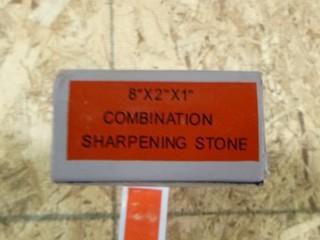 8"X2"X1"
COMBINATION
SHARPENING STONE